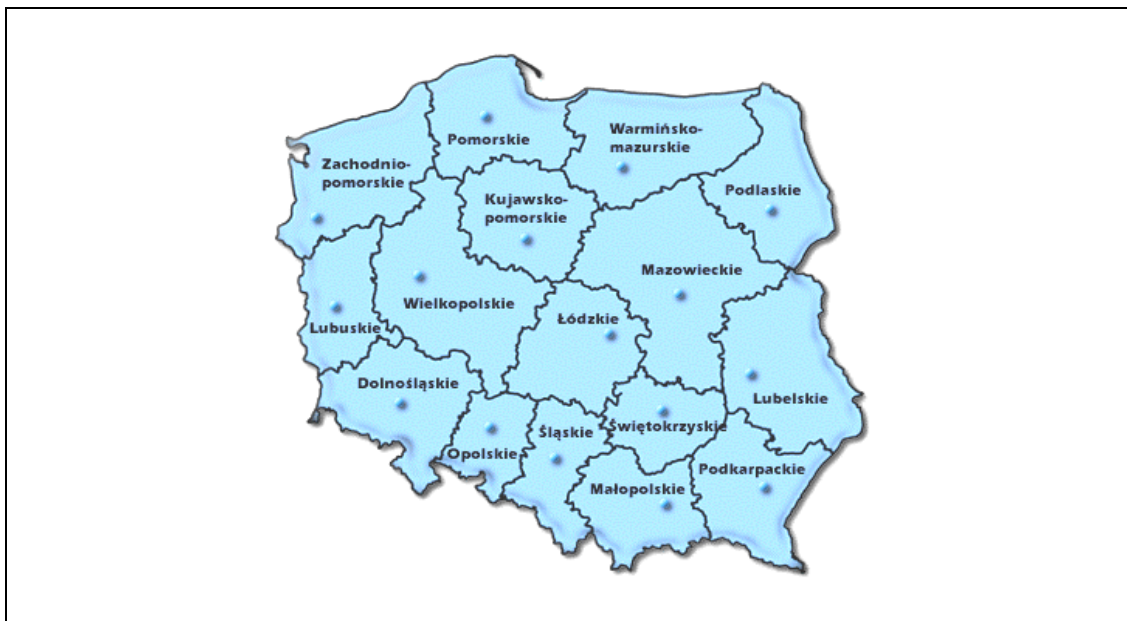 Pomorskie
Warmińsko-
mazurskie
Zachodnio-
pomorskie
Podlaskie
Kujawsko-
pomorskie
Mazowieckie
Wielkopolskie
Łódzkie
Lubuskie
Dolnośląskie
Lubelskie
Świętokrzyskie
Śląskie
Opolskie
Podkarpackie
Małopolskie